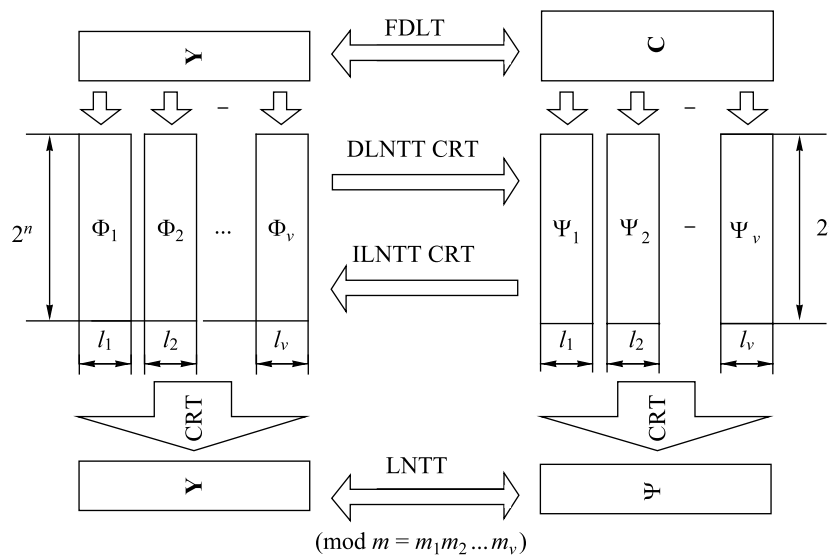 Y FDLT C
DLNTT CRT
2ⁿ Φ₁ Φ₂ ... Φᵥ Ψ₁ Ψ₂ – Ψᵥ 2
ILNTT CRT
l₁ l₂ lᵥ l₁ l₂ lᵥ
CRT CRT
Y LNTT Ψ
(mod m = m₁m₂...mᵥ)